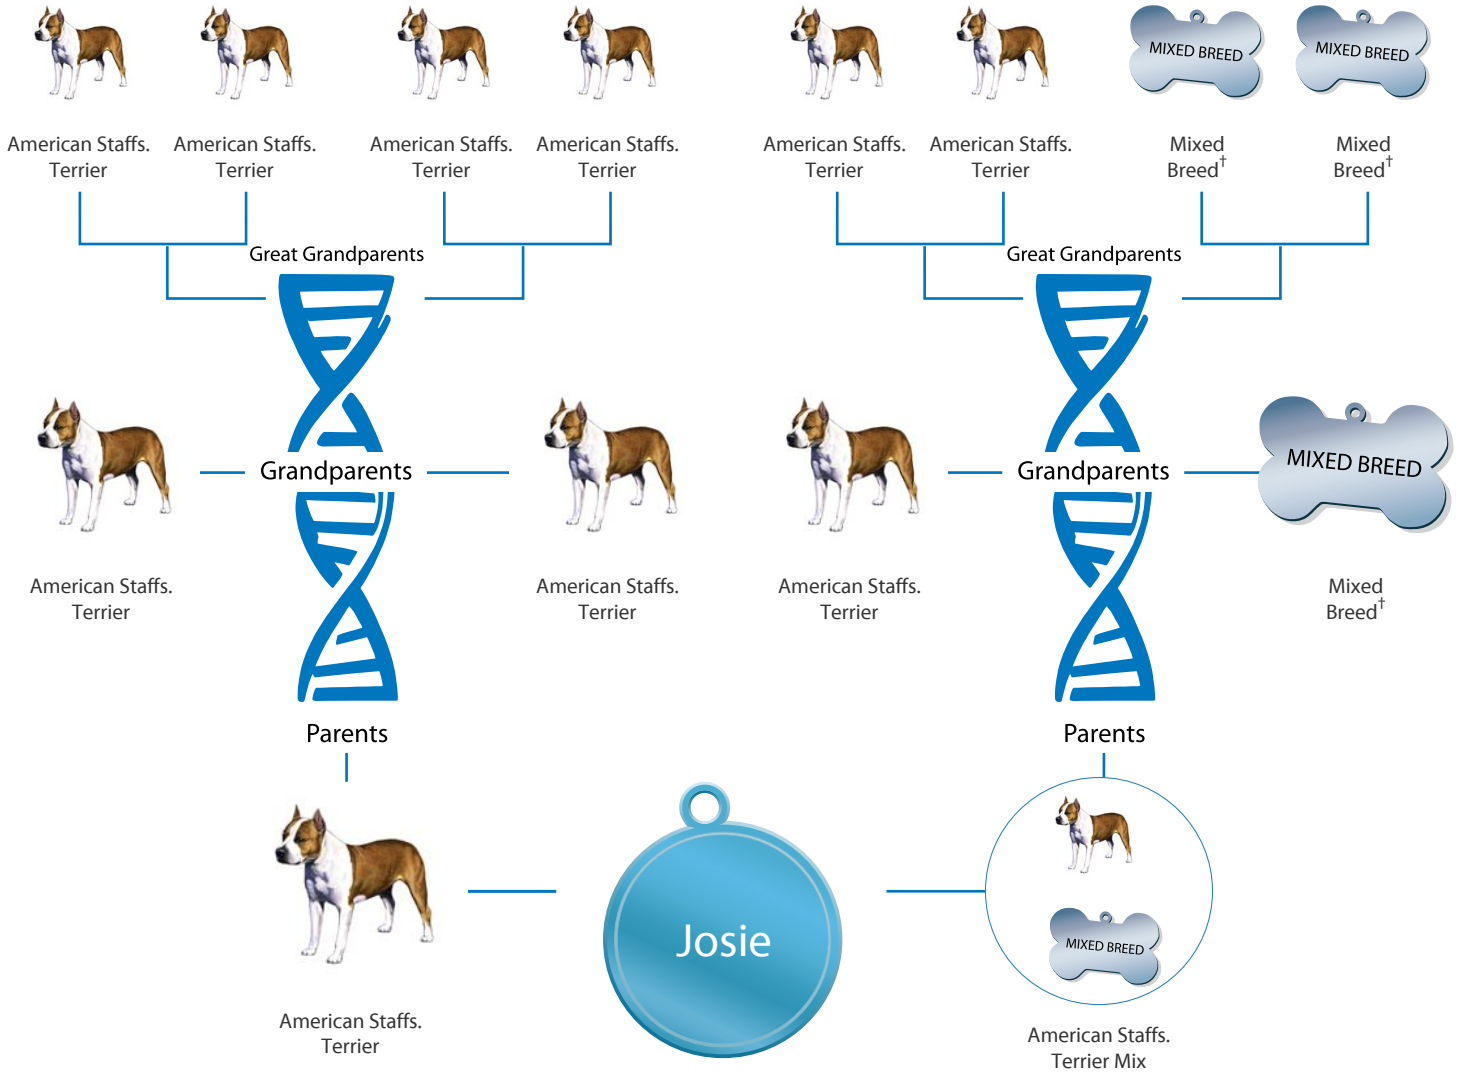 MIXED BREED
MIXED BREED
American Staffs.
Terrier
American Staffs.
Terrier
American Staffs.
Terrier
American Staffs.
Terrier
American Staffs.
Terrier
American Staffs.
Terrier
Mixed
Breed†
Mixed
Breed†
Great Grandparents
Great Grandparents
MIXED BREED
Grandparents
Grandparents
American Staffs.
Terrier
American Staffs.
Terrier
American Staffs.
Terrier
Mixed
Breed†
Parents
Parents
Josie
MIXED BREED
American Staffs.
Terrier
American Staffs.
Terrier Mix